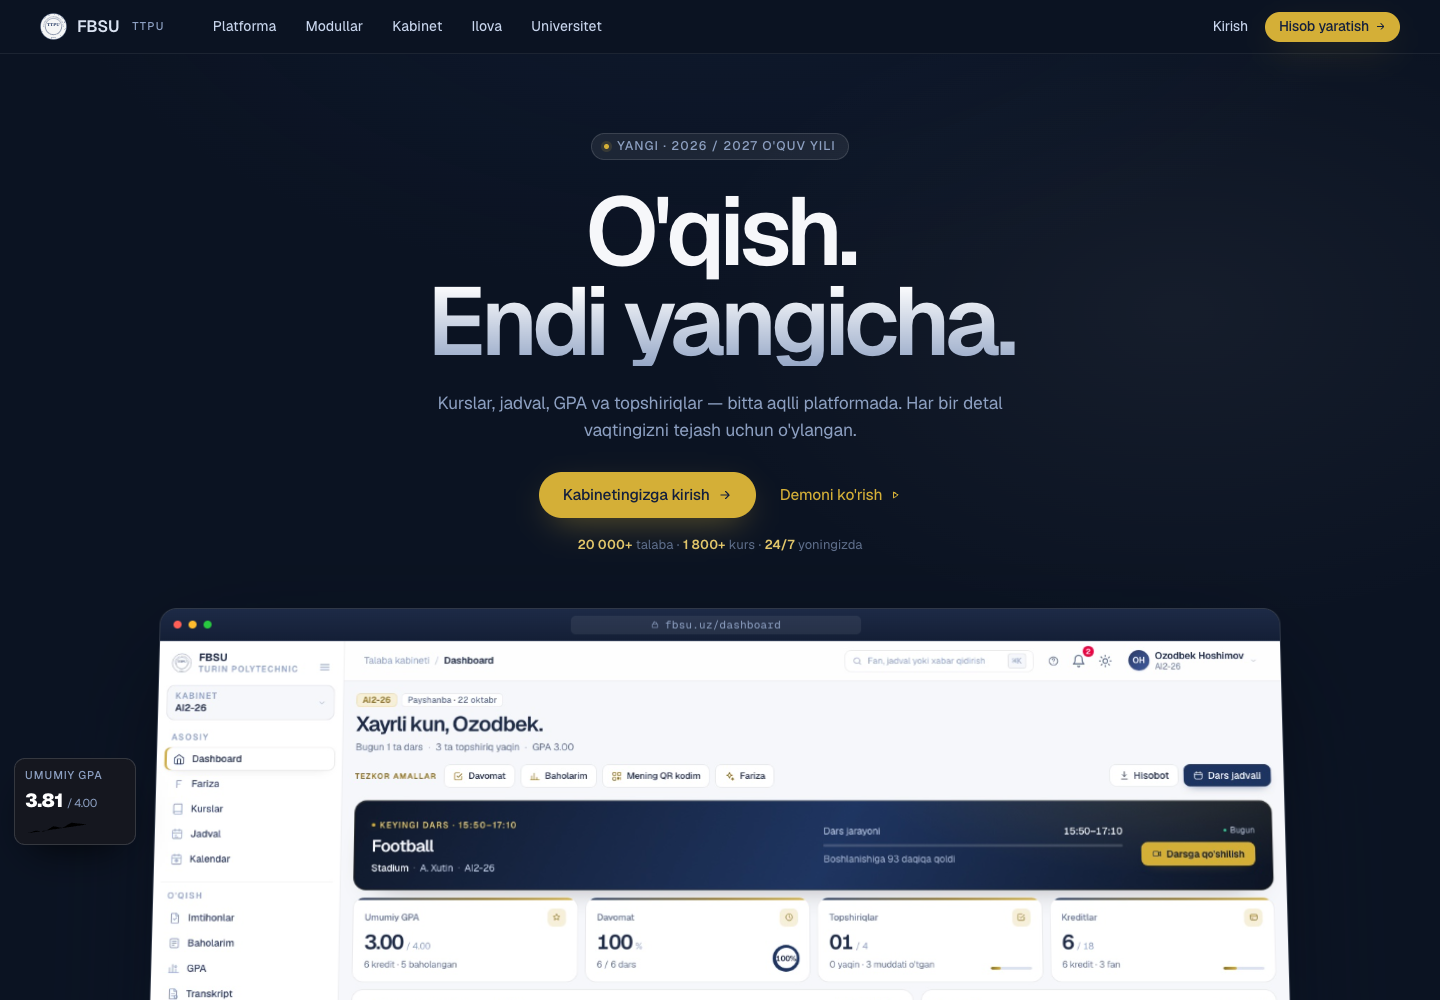 FBSU TTPU
Platforma Modullar Kabinet Ilova Universitet
Kirish
Hisob yaratish →
YANGI · 2026 / 2027 O'QUV YILI
O'qish.
Endi yangicha.
Kurslar, jadval, GPA va topshiriqlar — bitta aqlli platformada. Har bir detal
vaqtingizni tejash uchun o'ylangan.
Kabinetingizga kirish →
Demoni ko'rish
20 000+ talaba · 1 800+ kurs · 24/7 yoningizda
fbsu.uz/dashboard
FBSU
TURIN POLYTECHNIC
Talaba kabineti / Dashboard
Fan, jadval yoki xabar qidirish ⌘K
2
OH
Ozodbek Hoshimov
AI2-26
KABINET
AI2-26
AI2-26 Payshanba · 22 oktabr
Xayrli kun, Ozodbek.
Bugun 1 ta dars · 3 ta topshiriq yaqin · GPA 3.00
ASOSIY
Dashboard
Fariza
Kurslar
Jadval
Kalendar
TEZKOR AMALLAR
Davomat
Baholarim
Mening QR kodim
Fariza
Hisobot
Dars jadvali
UMUMIY GPA
3.81 / 4.00
• KEYINGI DARS · 15:50–17:10
Football
Stadium · A. Xutin · AI2-26
Dars jarayoni 15:50–17:10
Boshlanishiga 93 daqiqa qoldi
• Bugun
Darsga qo'shilish
O'QISH
Imtihonlar
Baholarim
GPA
Transkript
Umumiy GPA
3.00 / 4.00
6 kredit · 5 baholangan
Davomat
100 %
6 / 6 dars
100%
Topshiriqlar
01 / 4
0 yaqin · 3 muddati o'tgan
Kreditlar
6 / 18
6 kredit · 3 fan